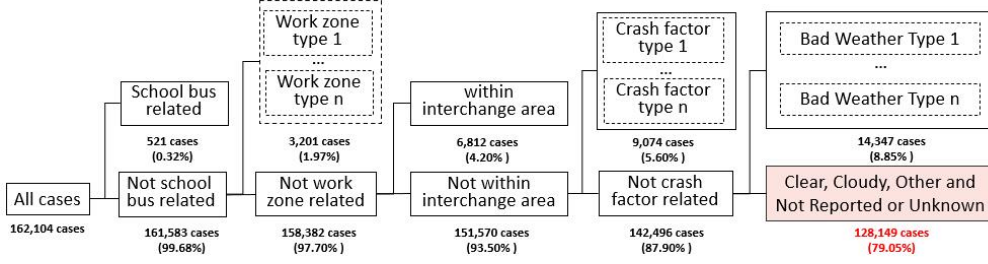 Work zone
type 1
...
Work zone
type n
3,201 cases
(1.97%)
Crash factor
type 1
...
Crash factor
type n
9,074 cases
(5.60% )
Bad Weather Type 1
...
Bad Weather Type n
14,347 cases
(8.85% )
School bus
related
521 cases
(0.32%)
within
interchange area
6,812 cases
(4.20% )
All cases
162,104 cases
Not school
bus related
161,583 cases
(99.68%)
Not work
zone related
158,382 cases
(97.70% )
Not within
interchange area
151,570 cases
(93.50% )
Not crash
factor related
142,496 cases
(87.90% )
Clear, Cloudy, Other and
Not Reported or Unknown
128,149 cases
(79.05%)